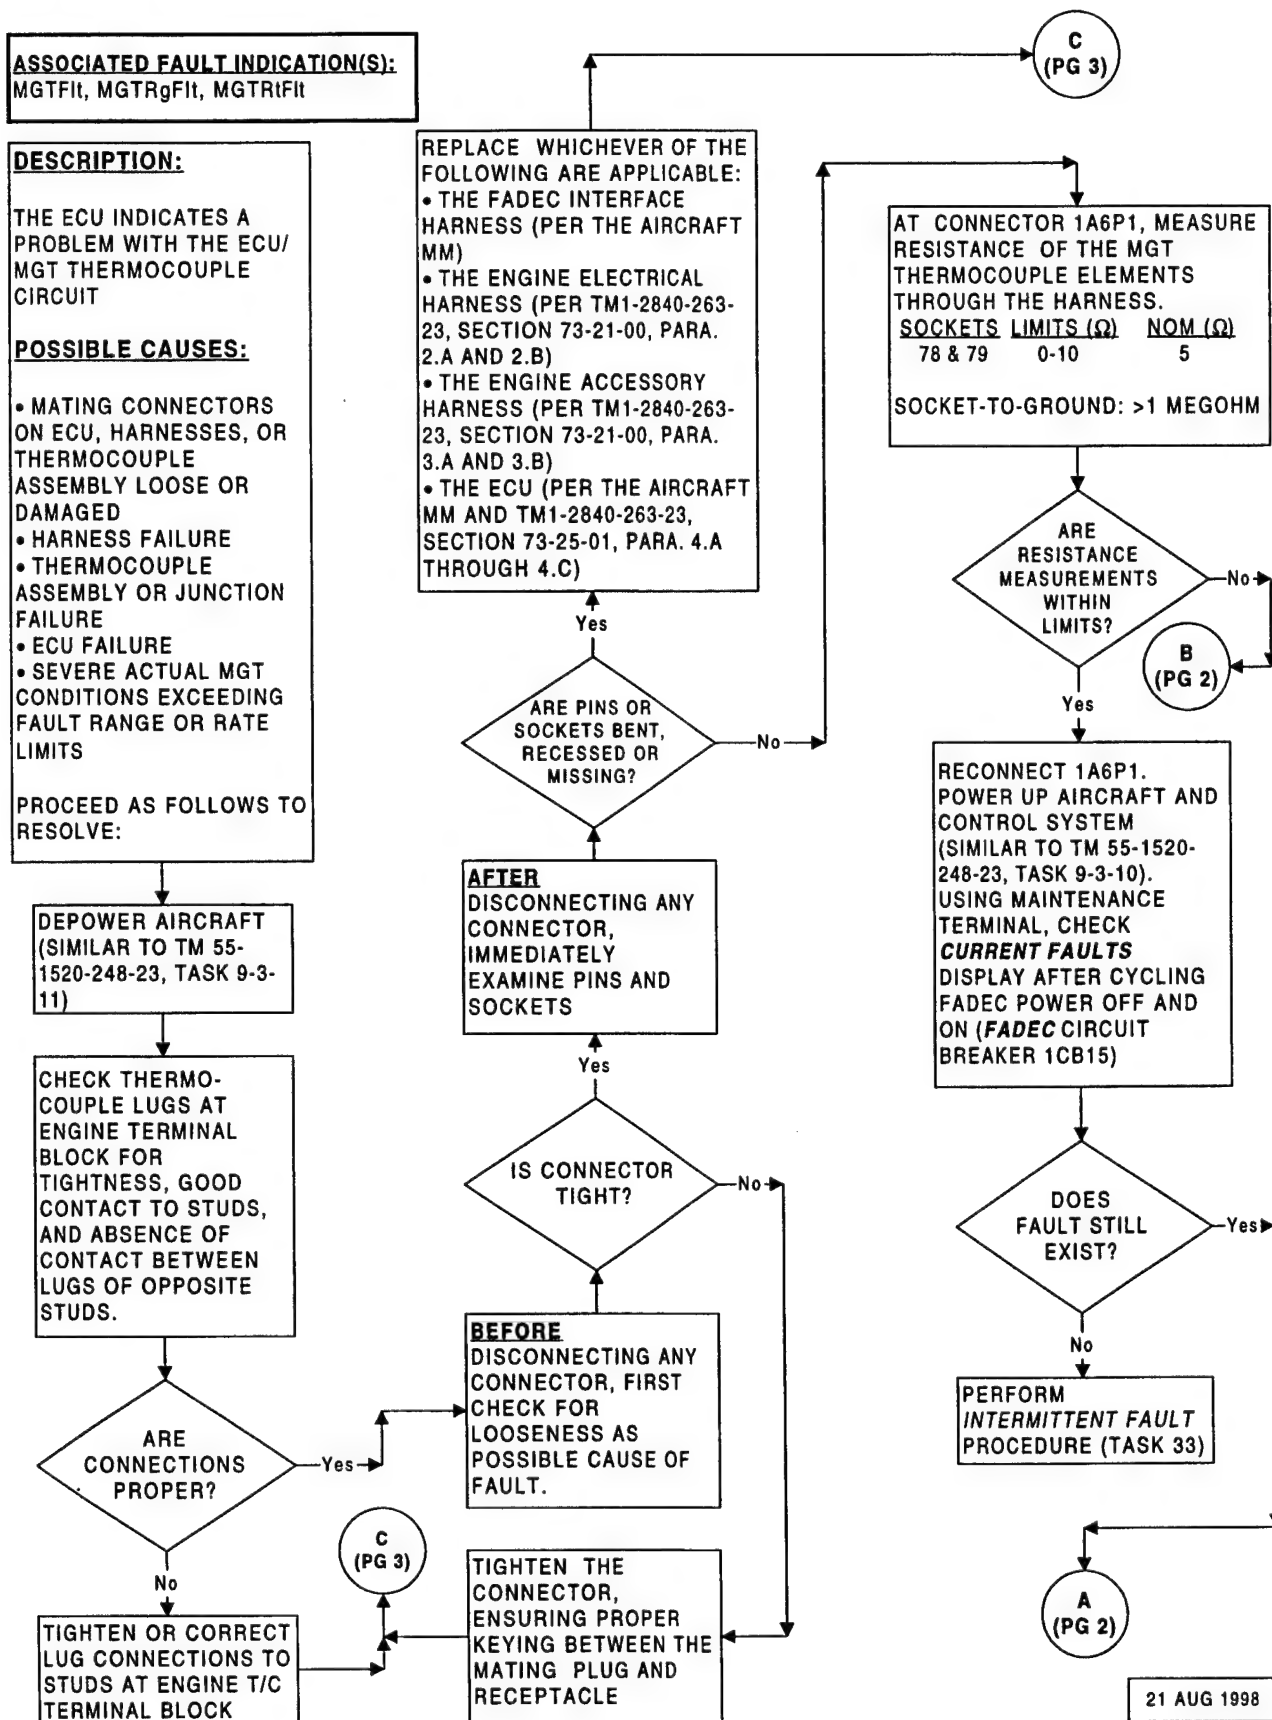 ASSOCIATED FAULT INDICATION(S):
MGTFlt, MGTRgFlt, MGTRtFlt
DESCRIPTION:
THE ECU INDICATES A
PROBLEM WITH THE ECU/
MGT THERMOCOUPLE
CIRCUIT
POSSIBLE CAUSES:
• MATING CONNECTORS
ON ECU, HARNESSES, OR
THERMOCOUPLE
ASSEMBLY LOOSE OR
DAMAGED
• HARNESS FAILURE
• THERMOCOUPLE
ASSEMBLY OR JUNCTION
FAILURE
• ECU FAILURE
• SEVERE ACTUAL MGT
CONDITIONS EXCEEDING
FAULT RANGE OR RATE
LIMITS
PROCEED AS FOLLOWS TO
RESOLVE:
DEPOWER AIRCRAFT
(SIMILAR TO TM 55-
1520-248-23, TASK 9-3-
11)
CHECK THERMO-
COUPLE LUGS AT
ENGINE TERMINAL
BLOCK FOR
TIGHTNESS, GOOD
CONTACT TO STUDS,
AND ABSENCE OF
CONTACT BETWEEN
LUGS OF OPPOSITE
STUDS.
ARE
CONNECTIONS
PROPER?
Yes
No
TIGHTEN OR CORRECT
LUG CONNECTIONS TO
STUDS AT ENGINE T/C
TERMINAL BLOCK
C
(PG 3)
REPLACE WHICHEVER OF THE
FOLLOWING ARE APPLICABLE:
• THE FADEC INTERFACE
HARNESS (PER THE AIRCRAFT
MM)
• THE ENGINE ELECTRICAL
HARNESS (PER TM1-2840-263-
23, SECTION 73-21-00, PARA.
2.A AND 2.B)
• THE ENGINE ACCESSORY
HARNESS (PER TM1-2840-263-
23, SECTION 73-21-00, PARA.
3.A AND 3.B)
• THE ECU (PER THE AIRCRAFT
MM AND TM1-2840-263-23,
SECTION 73-25-01, PARA. 4.A
THROUGH 4.C)
Yes
ARE PINS OR
SOCKETS BENT,
RECESSED OR
MISSING?
No
AFTER
DISCONNECTING ANY
CONNECTOR,
IMMEDIATELY
EXAMINE PINS AND
SOCKETS
Yes
IS CONNECTOR
TIGHT?
No
BEFORE
DISCONNECTING ANY
CONNECTOR, FIRST
CHECK FOR
LOOSENESS AS
POSSIBLE CAUSE OF
FAULT.
TIGHTEN THE
CONNECTOR,
ENSURING PROPER
KEYING BETWEEN THE
MATING PLUG AND
RECEPTACLE
C
(PG 3)
AT CONNECTOR 1A6P1, MEASURE
RESISTANCE OF THE MGT
THERMOCOUPLE ELEMENTS
THROUGH THE HARNESS.
SOCKETS LIMITS (Ω) NOM (Ω)
78 & 79 0-10 5
SOCKET-TO-GROUND: >1 MEGOHM
ARE
RESISTANCE
MEASUREMENTS
WITHIN
LIMITS?
No
B
(PG 2)
Yes
RECONNECT 1A6P1.
POWER UP AIRCRAFT AND
CONTROL SYSTEM
(SIMILAR TO TM 55-1520-
248-23, TASK 9-3-10).
USING MAINTENANCE
TERMINAL, CHECK
CURRENT FAULTS
DISPLAY AFTER CYCLING
FADEC POWER OFF AND
ON (FADEC CIRCUIT
BREAKER 1CB15)
DOES
FAULT STILL
EXIST?
Yes
No
PERFORM
INTERMITTENT FAULT
PROCEDURE (TASK 33)
A
(PG 2)
21 AUG 1998